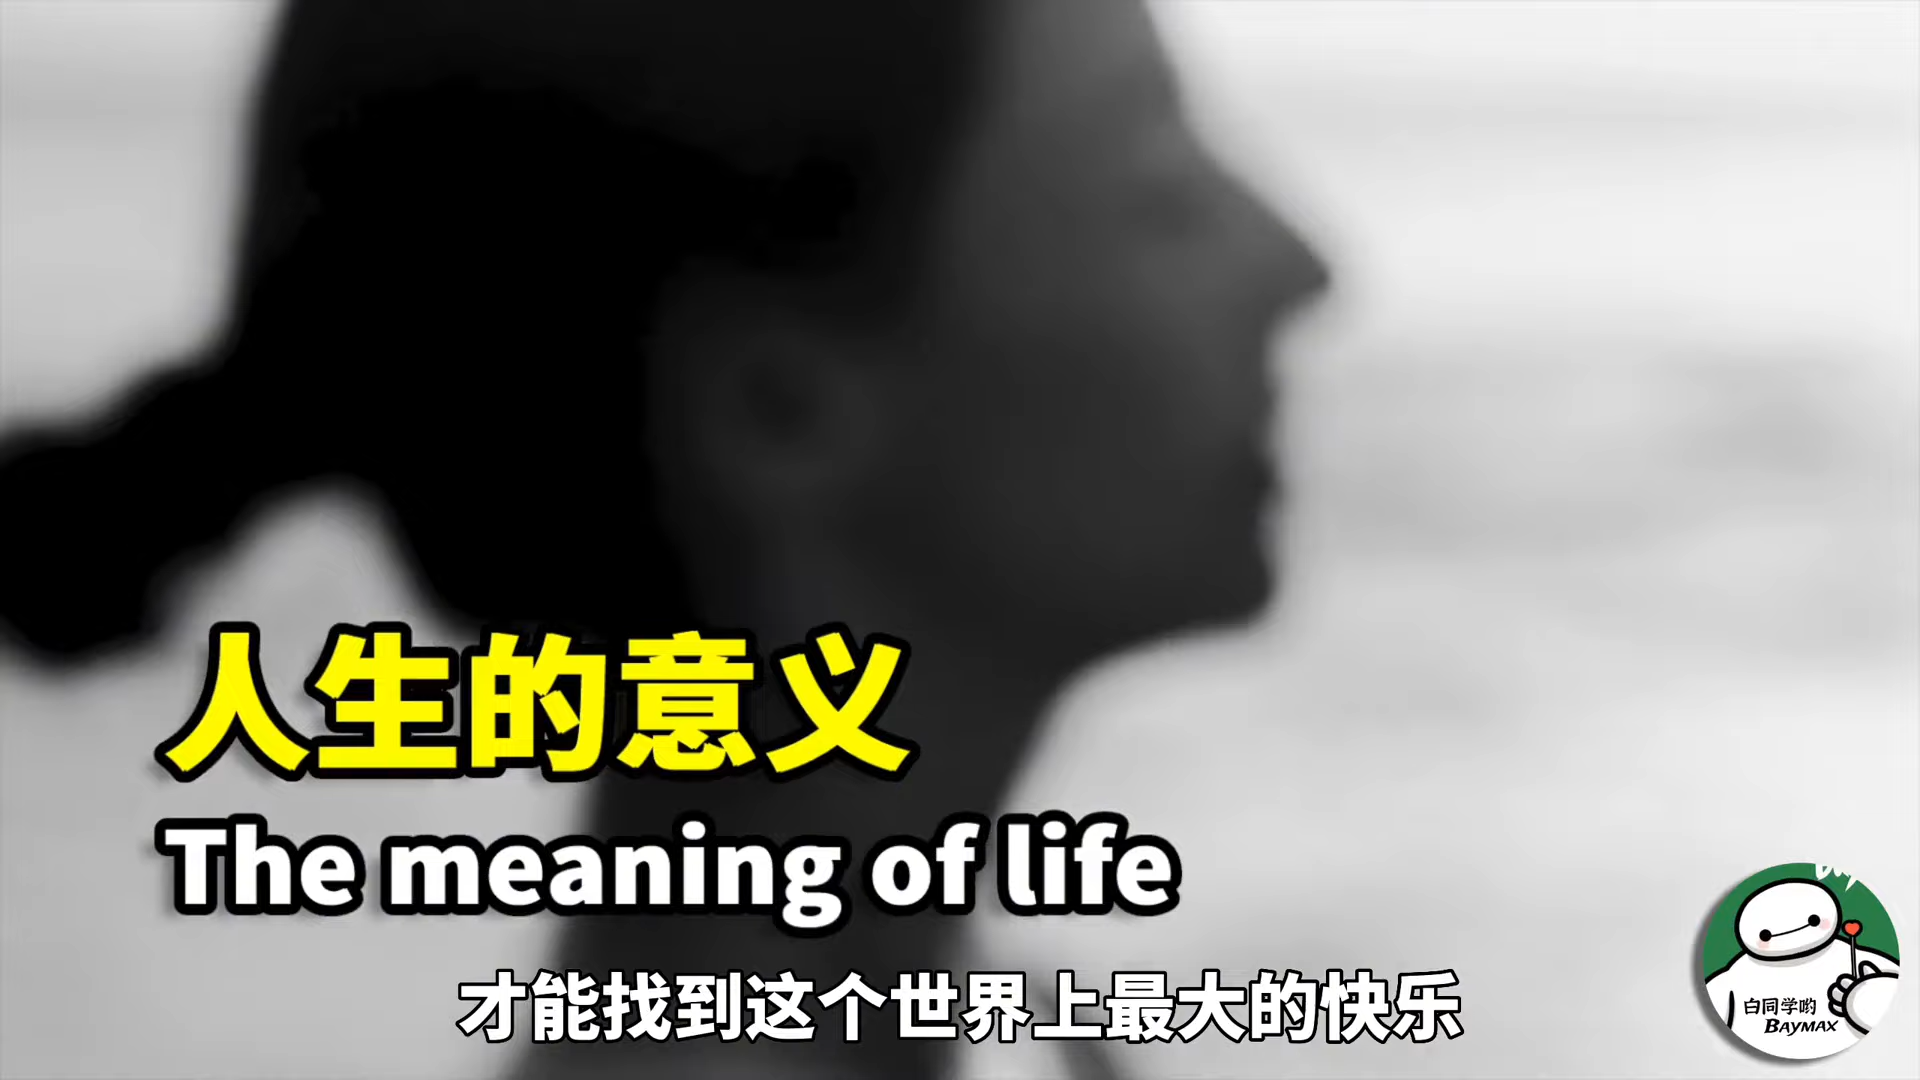 人生的意义
The meaning of life
才能找到这个世界上最大的快乐
白同学哟
BAYMAX